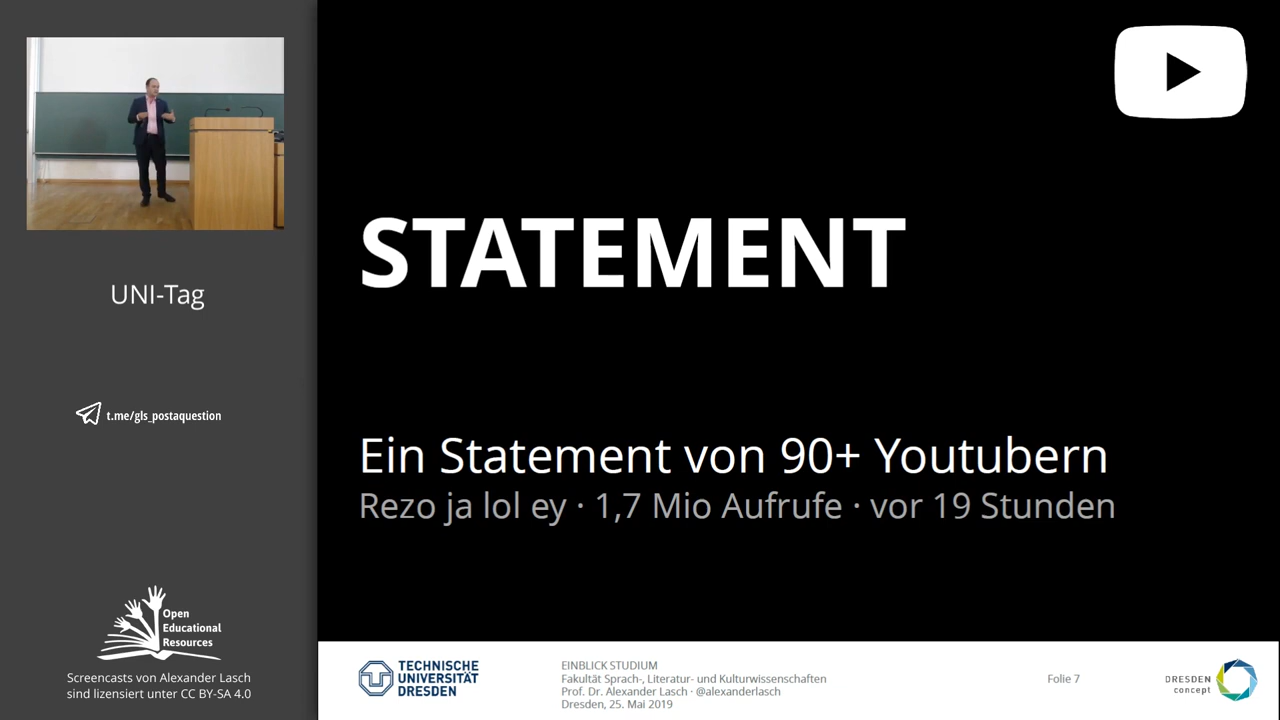 UNI-Tag
t.me/gls_postaquestion
Open
Educational
Resources
Screencasts von Alexander Lasch
sind lizensiert unter CC BY-SA 4.0
STATEMENT
Ein Statement von 90+ Youtubern
Rezo ja lol ey · 1,7 Mio Aufrufe · vor 19 Stunden
TECHNISCHE
UNIVERSITÄT
DRESDEN
EINBLICK STUDIUM
Fakultät Sprach-, Literatur- und Kulturwissenschaften
Prof. Dr. Alexander Lasch · @alexanderlasch
Dresden, 25. Mai 2019
Folie 7
DRESDEN
concept